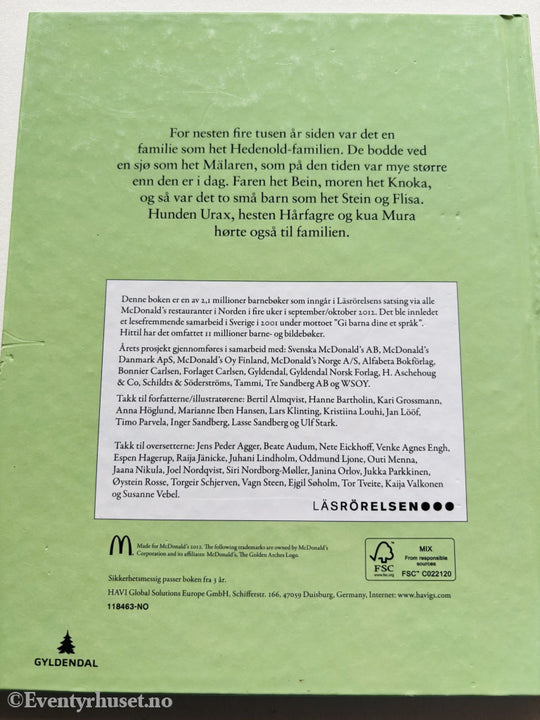 For nesten fire tusen år siden var det en
familie som het Hedenold-familien. De bodde ved
en sjø som het Mälaren, som på den tiden var mye større
enn den er i dag. Faren het Bein, moren het Knoka,
og så var det to små barn som het Stein og Flisa.
Hunden Urax, hesten Hårfagre og kua Mura
hørte også til familien.
Denne boken er en av 2,1 millioner barnebøker som inngår i Läsrörelsens satsing via alle
McDonald's restauranter i Norden i fire uker i september/oktober 2012. Det ble innledet
et lesefremmende samarbeid i Sverige i 2001 under mottoet "Gi barna dine et språk".
Hittil har det omfattet 11 millioner barne- og bildebøker.
Årets prosjekt gjennomføres i samarbeid med: Svenska McDonald's AB, McDonald's
Danmark ApS, McDonald's Oy Finland, McDonald's Norge A/S, Alfabeta Bokförlag,
Bonnier Carlsen, Forlaget Carlsen, Gyldendal, Gyldendal Norsk Forlag, H. Aschehoug
& Co, Schildts & Söderströms, Tammi, Tre Sandberg AB og WSOY.
Takk til forfatterne/illustratørene: Bertil Almqvist, Hanne Bartholin, Kari Grossmann,
Anna Höglund, Marianne Iben Hansen, Lars Klinting, Kristiina Louhi, Jan Lööf,
Timo Parvela, Inger Sandberg, Lasse Sandberg og Ulf Stark.
Takk til oversetterne: Jens Peder Agger, Beate Audum, Nete Eickhoff, Venke Agnes Engh,
Espen Hagerup, Raija Jänicke, Juhani Lindholm, Oddmund Ljone, Outi Menna,
Jaana Nikula, Joel Nordqvist, Siri Nordborg-Møller, Janina Orlov, Jukka Parkkinen,
Øystein Rosse, Torgeir Schjerven, Vagn Steen, Ejgil Søholm, Tor Tveite, Kaija Valkonen
og Susanne Vebel.
LÄSRÖRELSEN
Made for McDonald's 2012. The following trademarks are owned by McDonald's
Corporation and its affiliates: McDonald's, The Golden Arches Logo.
FSC
www.fsc.org
MIX
From responsible
sources
FSC™ C022120
Sikkerhetsmessig passer boken fra 3 år.
HAVI Global Solutions Europe GmbH, Schifferstr. 166, 47059 Duisburg, Germany, Internet: www.havigs.com
118463-NO
GYLDENDAL
©Eventyrhuset.no